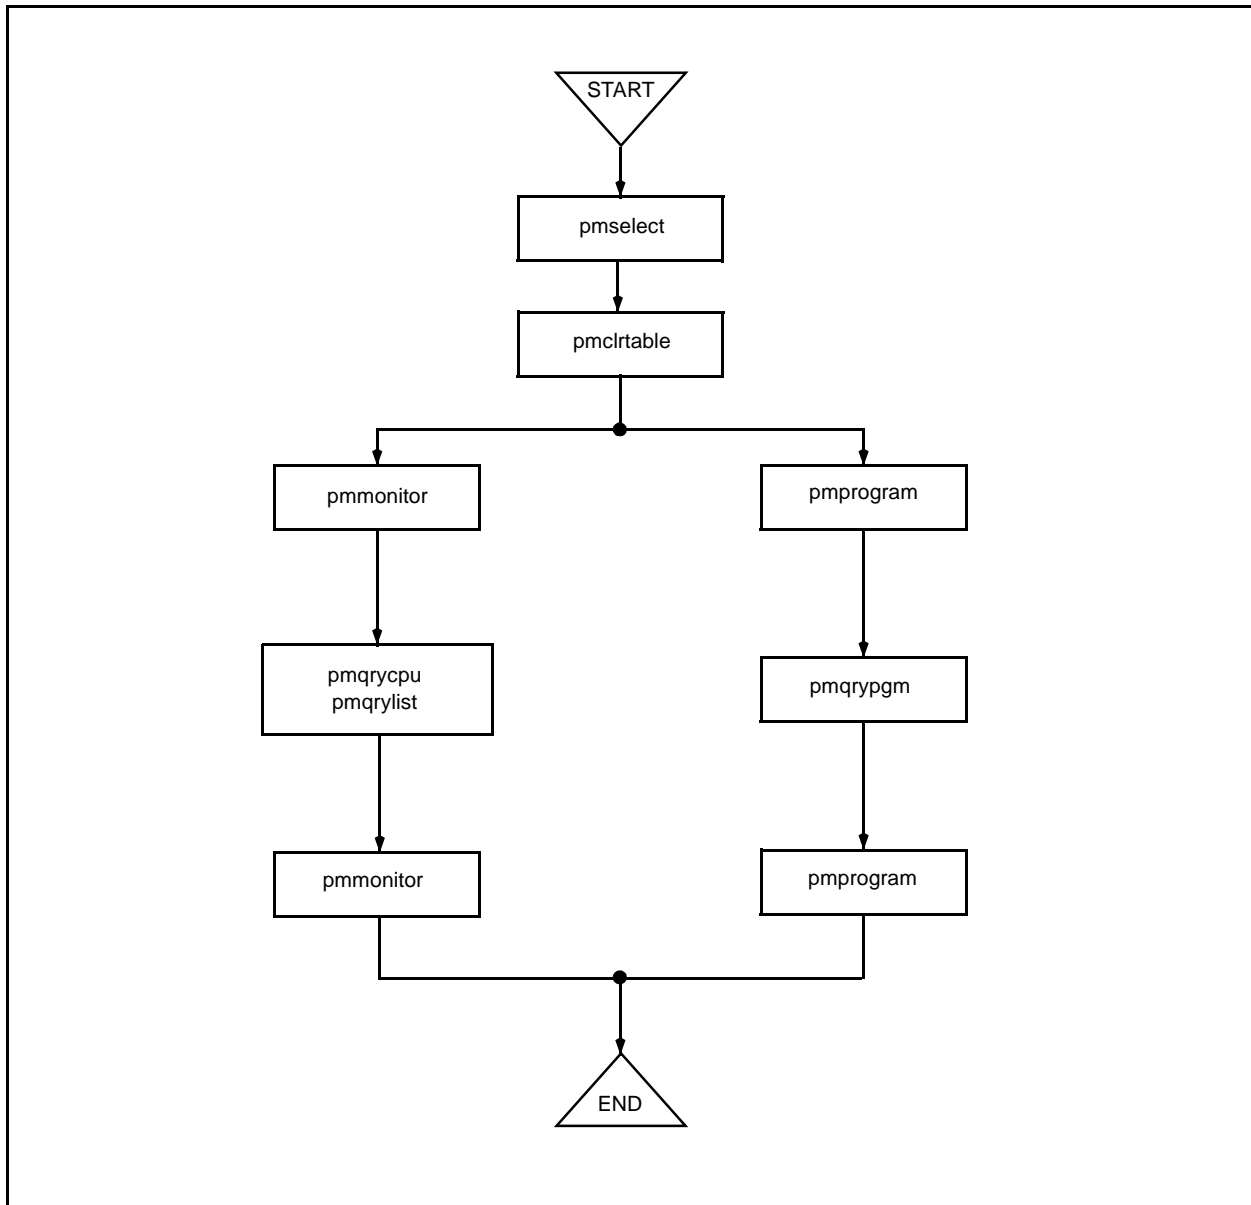 START
pmselect
pmclrtable
pmmonitor
pmprogram
pmqrycpu
pmqrylist
pmqrypgm
pmmonitor
pmprogram
END